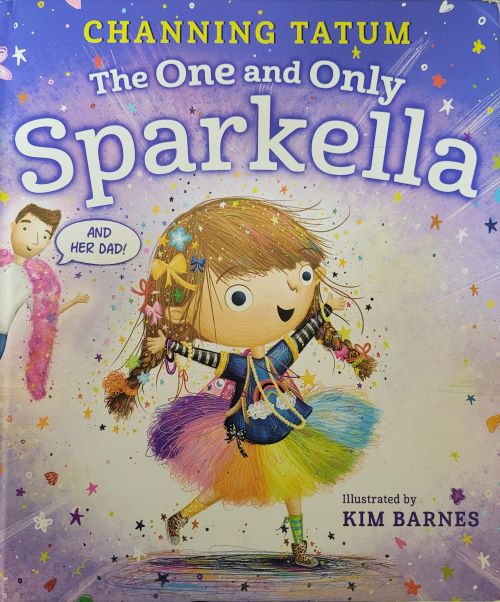 CHANNING TATUM
The One and Only
Sparkella
AND
HER DAD!
Illustrated by
KIM BARNES